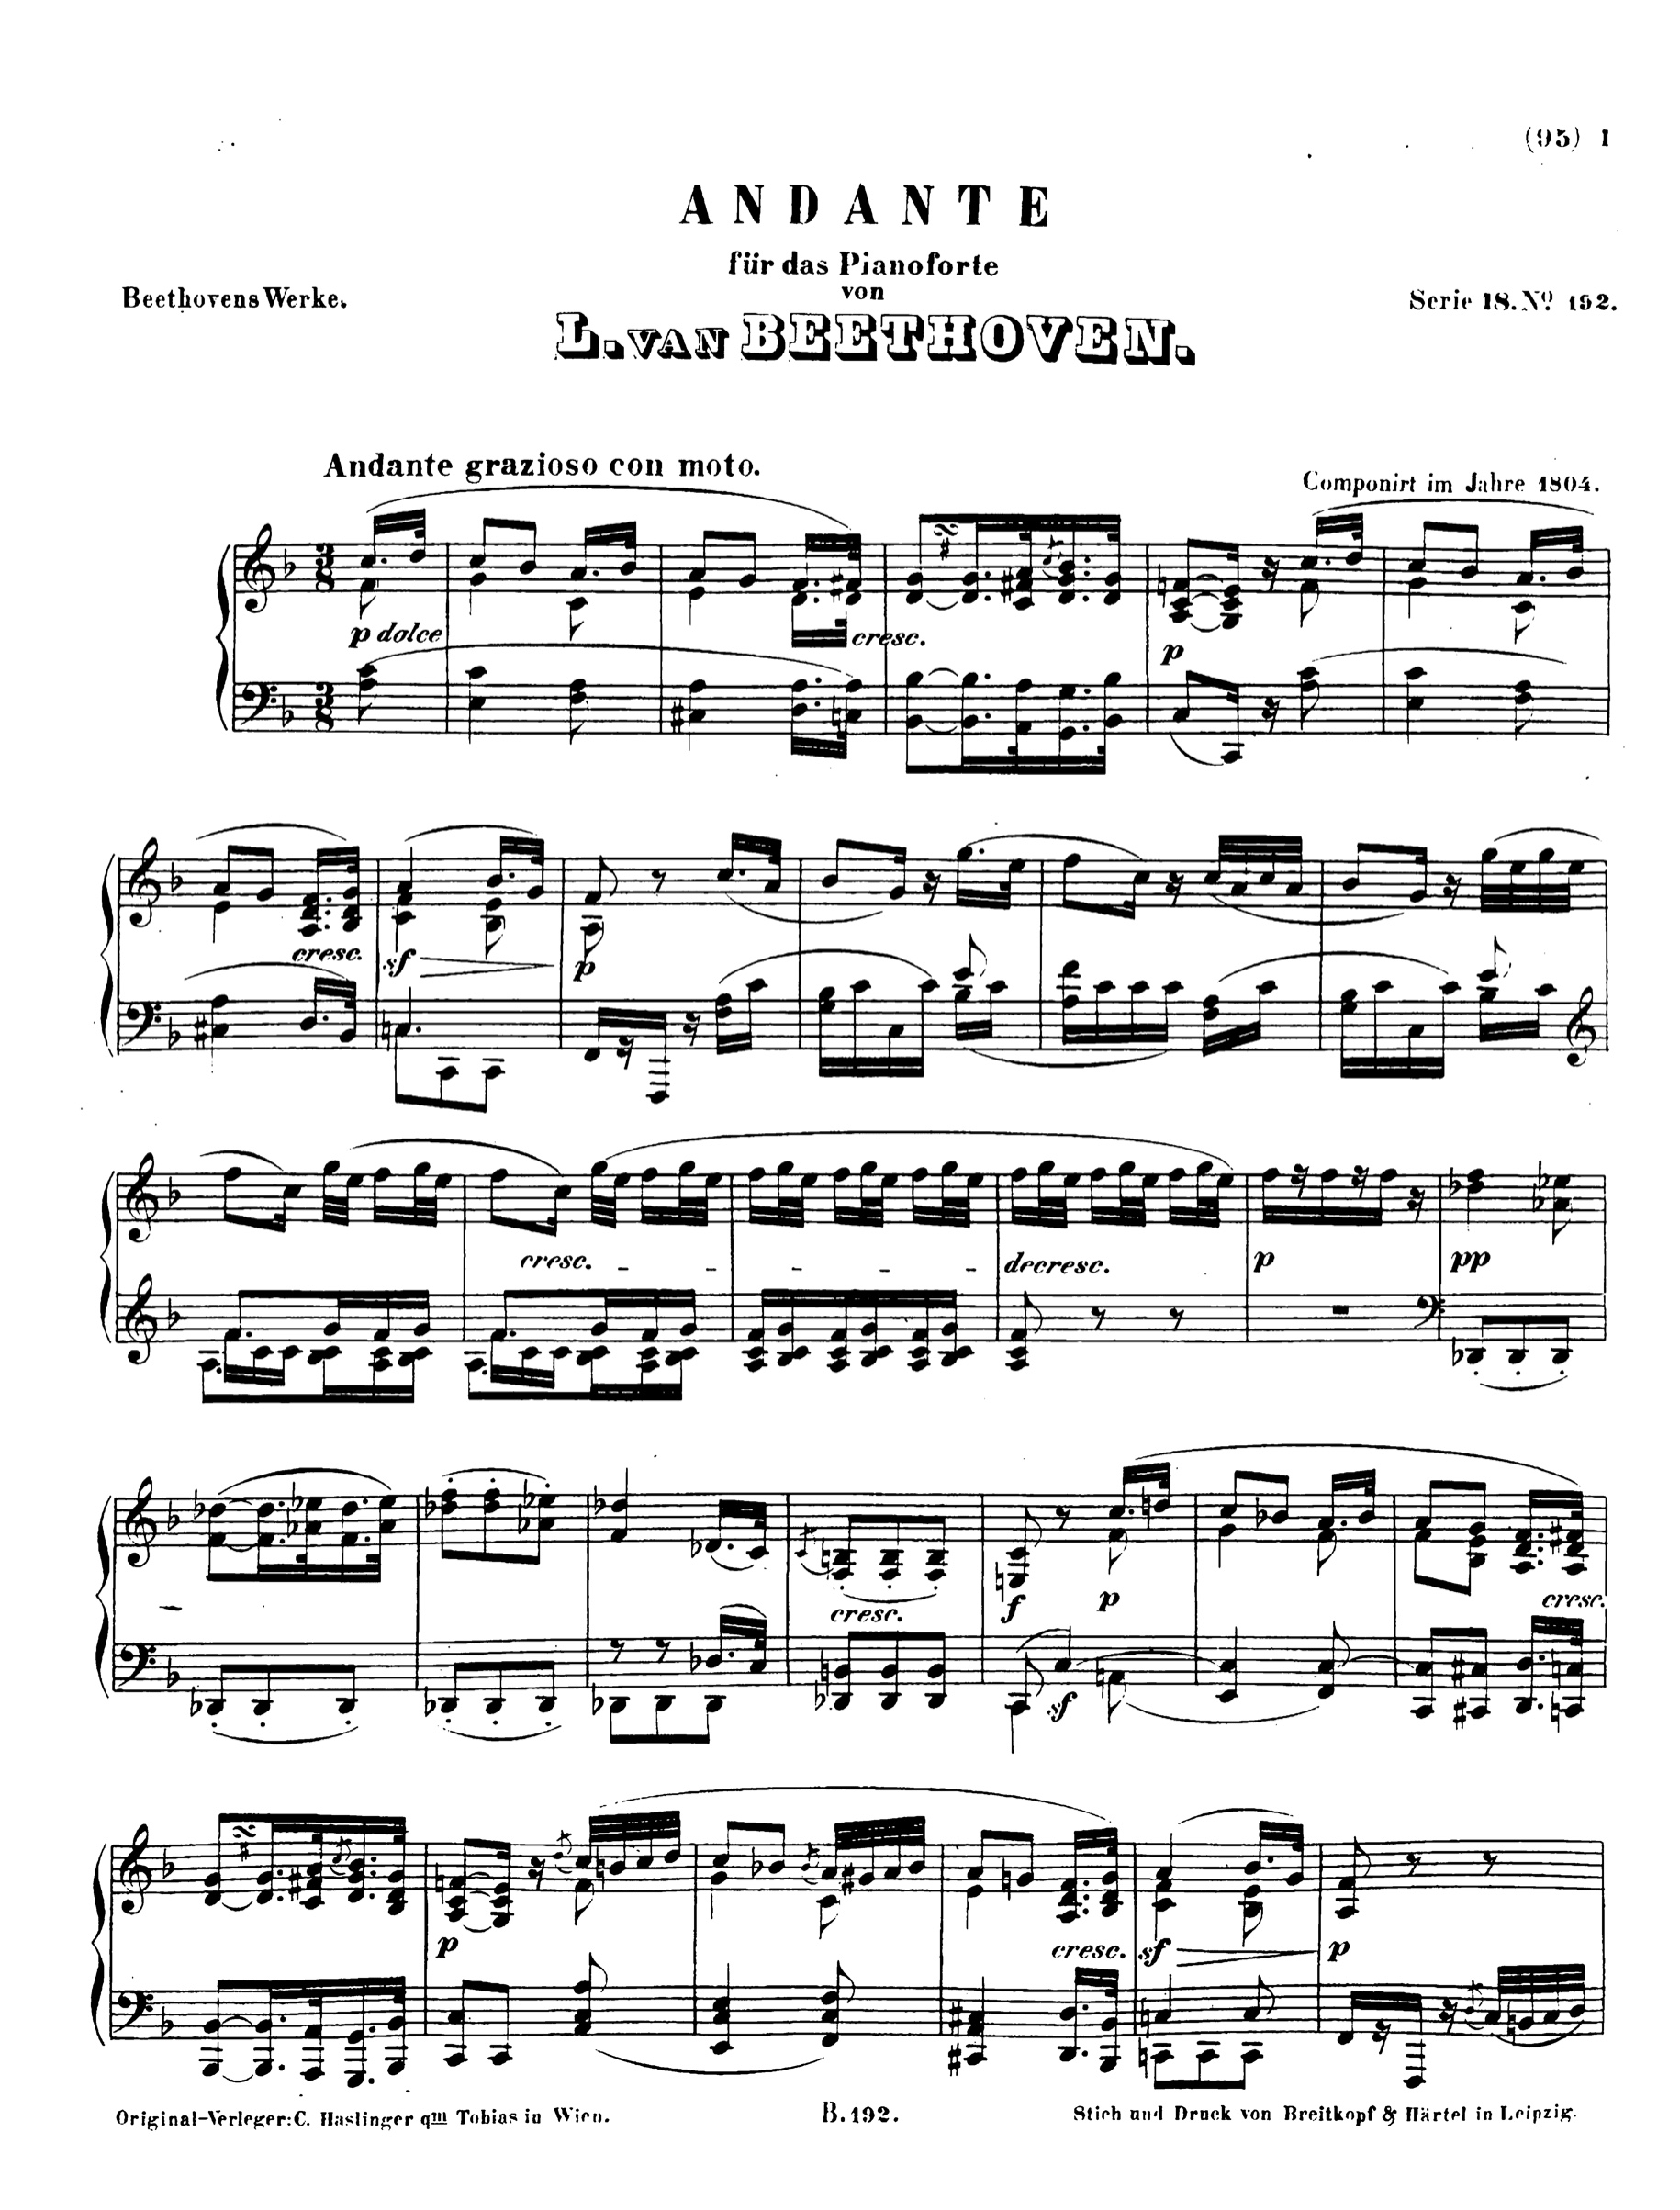 (95) 1
ANDANTE
für das Pianoforte
von
Beethovens Werke.
Serie 18. Nº 192.
L. VAN BEETHOVEN.
Andante grazioso con moto.
Componirt im Jahre 1804.
3 8
p dolce
cresc.
p
3 8
cresc.
sf
p
cresc.
decresc.
p
pp
cresc.
f
sf
p
cresc.
p
cresc.
sf
p
Original-Verleger: C. Haslinger qm Tobias in Wien.
B. 192.
Stich und Druck von Breitkopf & Härtel in Leipzig.